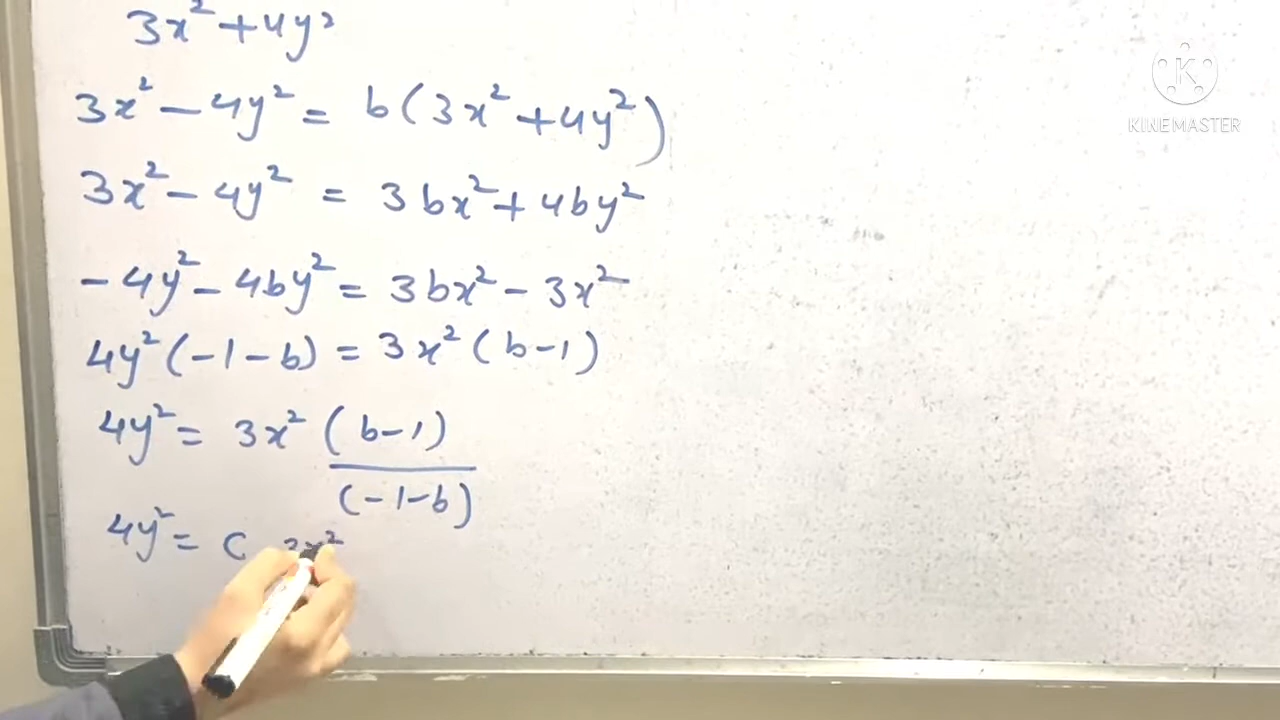 3x²+4y²
3x² - 4y² = b(3x² + 4y²)
3x² - 4y² = 3bx² + 4by²
-4y² - 4by² = 3bx² - 3x²
4y²(-1-b) = 3x²(b-1)
4y² = 3x² (b-1)
(-1-b)
4y² = C 3x²
K
KINEMASTER